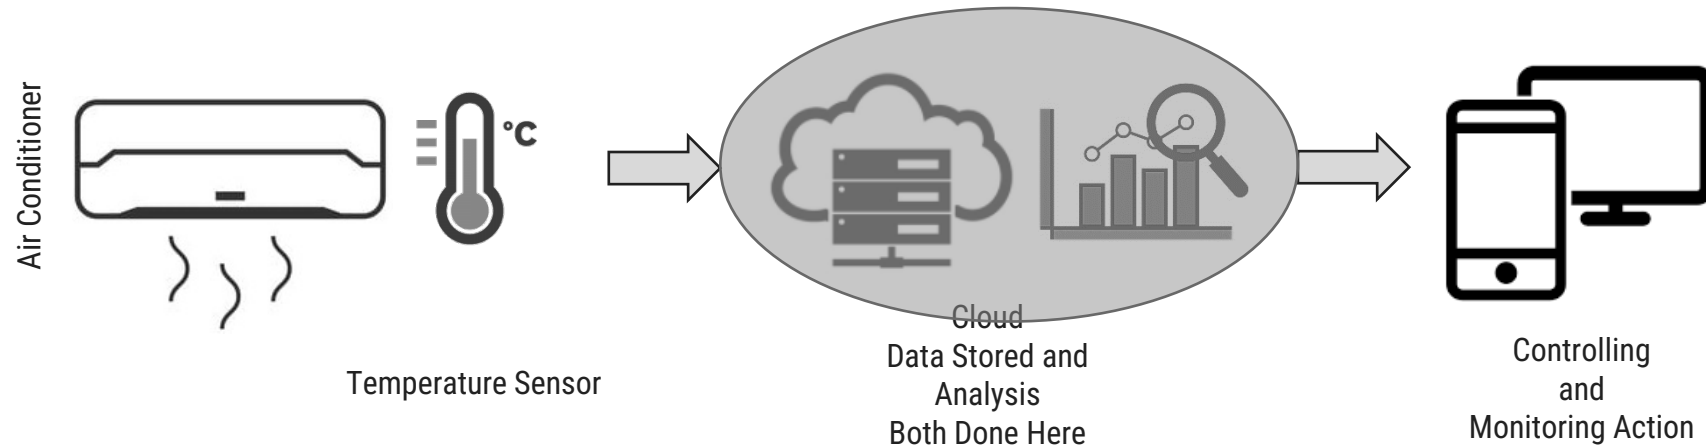 Air Conditioner
°C
Temperature Sensor
Cloud
Data Stored and
Analysis
Both Done Here
Controlling
and
Monitoring Action